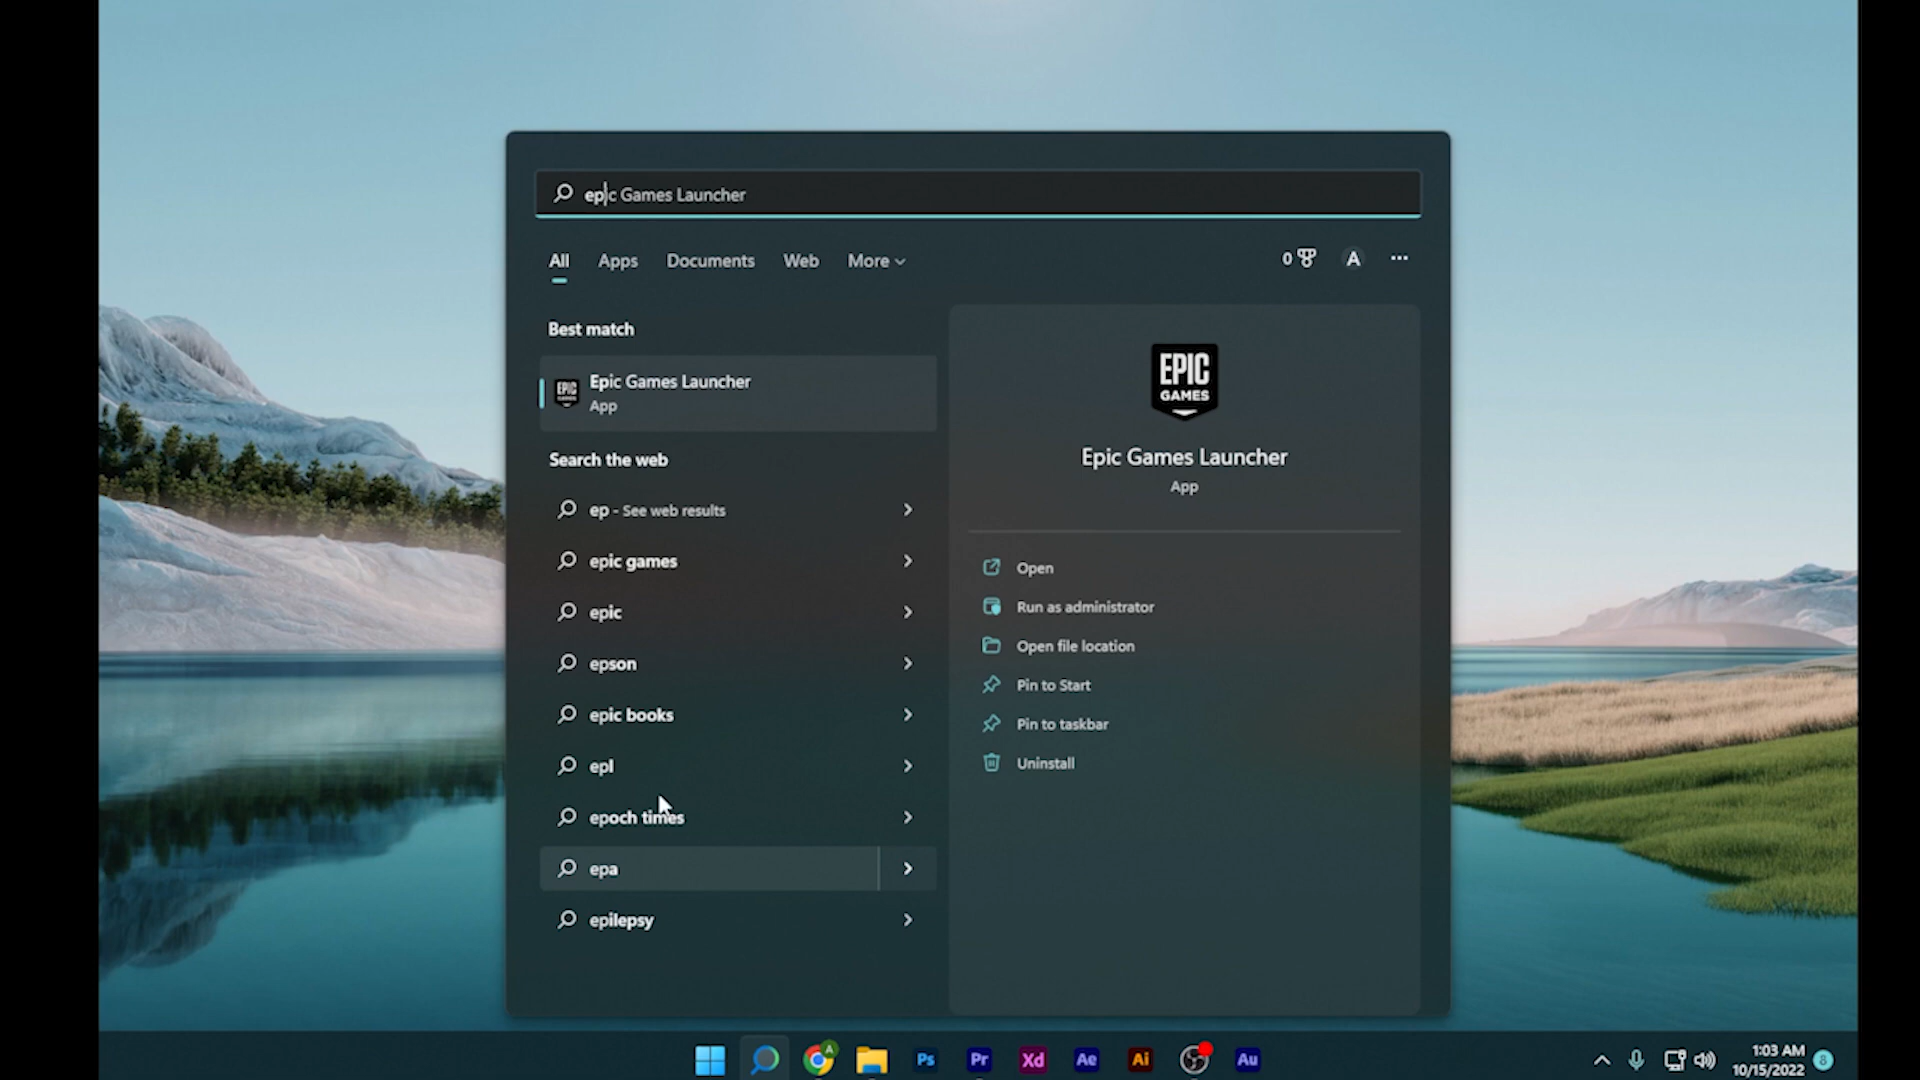 epic Games Launcher
All Apps Documents Web More
0 A ...
Best match
EPIC GAMES
Epic Games Launcher
App
Search the web
ep - See web results
epic games
epic
epson
epic books
epl
epoch times
epa
epilepsy
EPIC
GAMES
Epic Games Launcher
App
Open
Run as administrator
Open file location
Pin to Start
Pin to taskbar
Uninstall
A
Ps Pr Xd Ae Ai Au
1:03 AM
10/15/2022
8